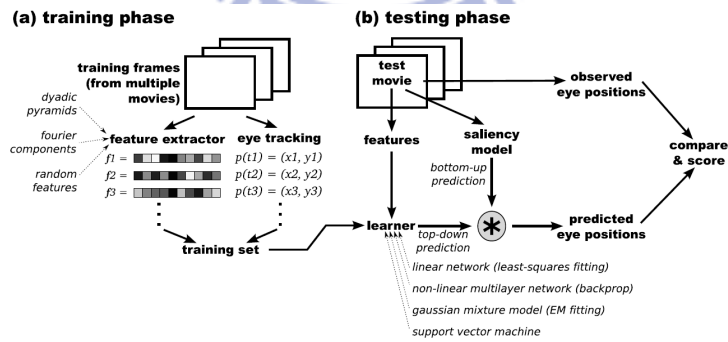 (a) training phase
training frames
(from multiple
movies)
dyadic
pyramids
fourier
components
random
features
feature extractor
eye tracking
f1 =
p(t1) = (x1, y1)
f2 =
p(t2) = (x2, y2)
f3 =
p(t3) = (x3, y3)
training set
(b) testing phase
test
movie
observed
eye positions
features
saliency
model
bottom-up
prediction
compare
& score
learner
top-down
prediction
*
predicted
eye positions
linear network (least-squares fitting)
non-linear multilayer network (backprop)
gaussian mixture model (EM fitting)
support vector machine